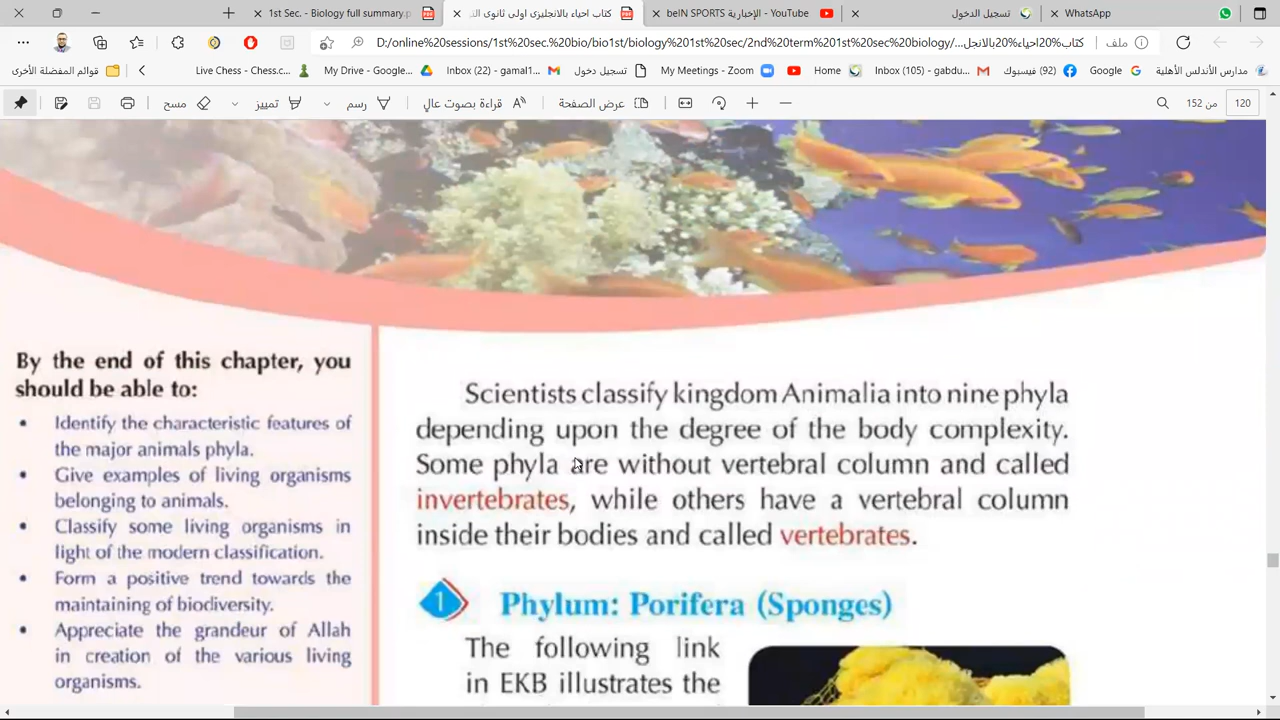 1st Sec. - Biology full summary.p
كتاب احياء بالانجليزى اولى ثانوى الت
beIN SPORTS الإخبارية - YouTube
تسجيل الدخول
WhatsApp
ملف
D:/online%20sessions/1st%20sec.%20bio/bio1st/biology%201st%20sec/2nd%20term%201st%20sec%20biology/كتاب%20احياء%20بالانجل...
قوائم المفضلة الأخرى
Live Chess - Chess.c...
My Drive - Google...
Inbox (22) - gamal1...
تسجيل دخول
My Meetings - Zoom
Home
Inbox (105) - gabdu...
(92) فيسبوك
Google
مدارس الأندلس الأهلية
مسح
تمييز
رسم
قراءة بصوت عالٍ
عرض الصفحة
من 152
120
By the end of this chapter, you
should be able to:
• Identify the characteristic features of
the major animals phyla.
• Give examples of living organisms
belonging to animals.
• Classify some living organisms in
light of the modern classification.
• Form a positive trend towards the
maintaining of biodiversity.
• Appreciate the grandeur of Allah
in creation of the various living
organisms.
Scientists classify kingdom Animalia into nine phyla
depending upon the degree of the body complexity.
Some phyla are without vertebral column and called
invertebrates, while others have a vertebral column
inside their bodies and called vertebrates.
1 Phylum: Porifera (Sponges)
The following link
in EKB illustrates the